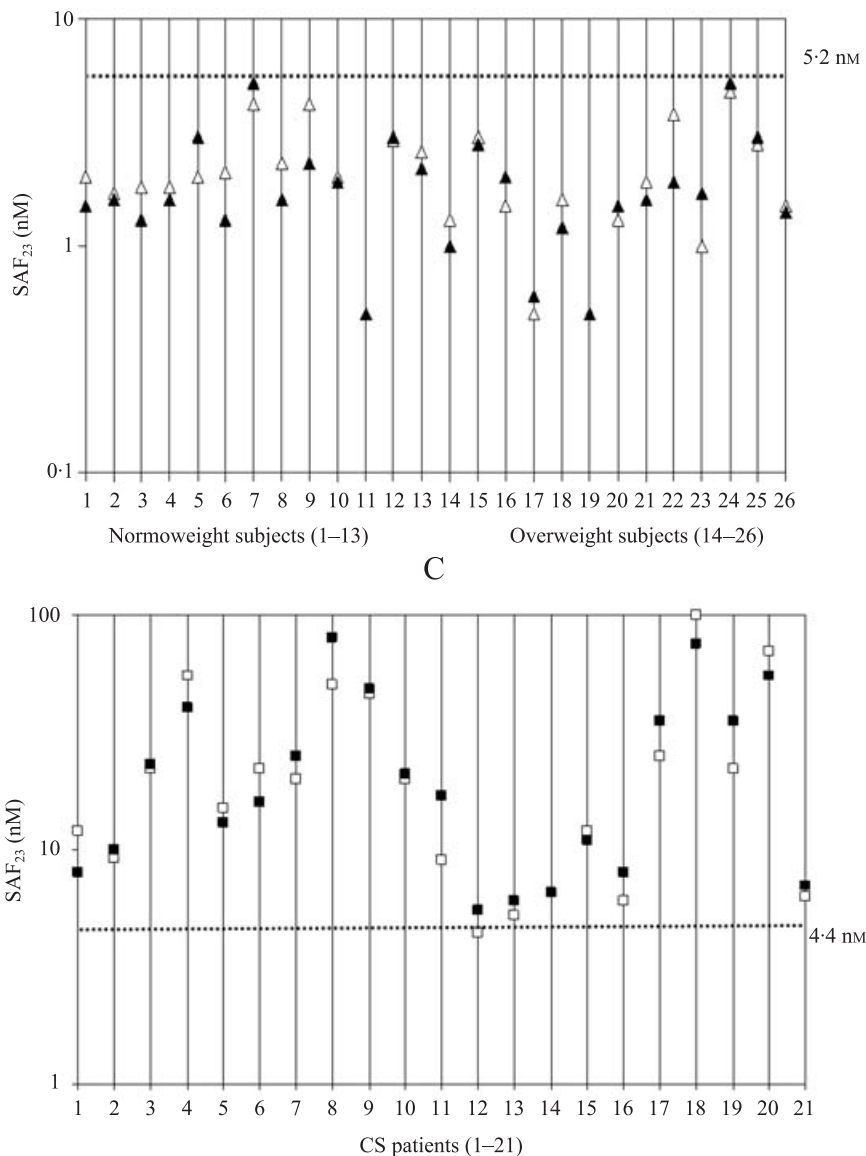 10
5·2 nM
SAF23 (nM)
1
0·1
1 2 3 4 5 6 7 8 9 10 11 12 13 14 15 16 17 18 19 20 21 22 23 24 25 26
Normoweight subjects (1–13) Overweight subjects (14–26)
C
100
SAF23 (nM)
10
4·4 nM
1
1 2 3 4 5 6 7 8 9 10 11 12 13 14 15 16 17 18 19 20 21
CS patients (1–21)